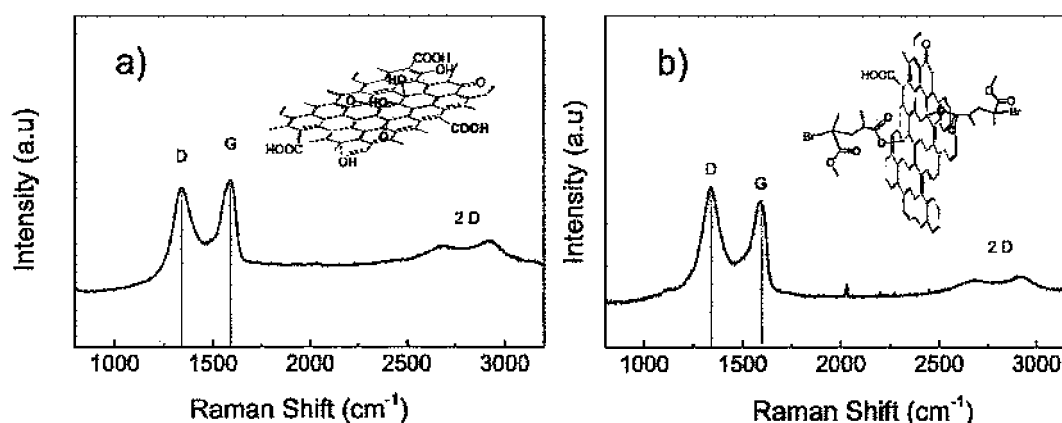 a)
COOH
OH
HO
O
O
HO
COOH
O
HOOC
OH
D
G
2 D
Intensity (a.u)
1000 1500 2000 2500 3000
Raman Shift (cm-1)
b)
O
HOOC
O
O
Br
Br
O
O
O
O
D
G
2 D
Intensity (a.u)
1000 1500 2000 2500 3000
Raman Shift (cm-1)